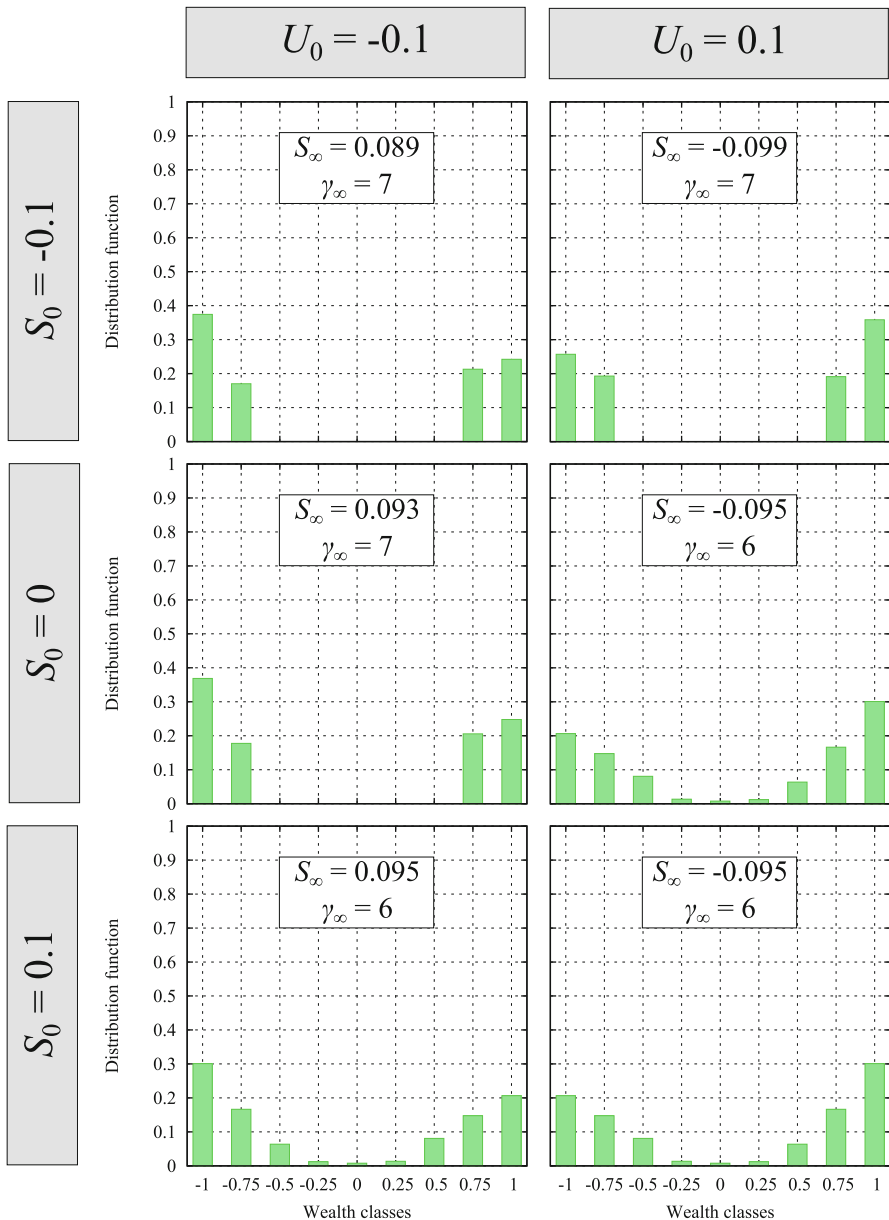 U₀ = -0.1
U₀ = 0.1
S₀ = -0.1
Distribution function
1
0.9
0.8
0.7
0.6
0.5
0.4
0.3
0.2
0.1
0
S∞ = 0.089
γ∞ = 7
S∞ = -0.099
γ∞ = 7
S₀ = 0
Distribution function
1
0.9
0.8
0.7
0.6
0.5
0.4
0.3
0.2
0.1
0
S∞ = 0.093
γ∞ = 7
S∞ = -0.095
γ∞ = 6
S₀ = 0.1
Distribution function
1
0.9
0.8
0.7
0.6
0.5
0.4
0.3
0.2
0.1
0
S∞ = 0.095
γ∞ = 6
S∞ = -0.095
γ∞ = 6
-1 -0.75 -0.5 -0.25 0 0.25 0.5 0.75 1
-1 -0.75 -0.5 -0.25 0 0.25 0.5 0.75 1
Wealth classes
Wealth classes